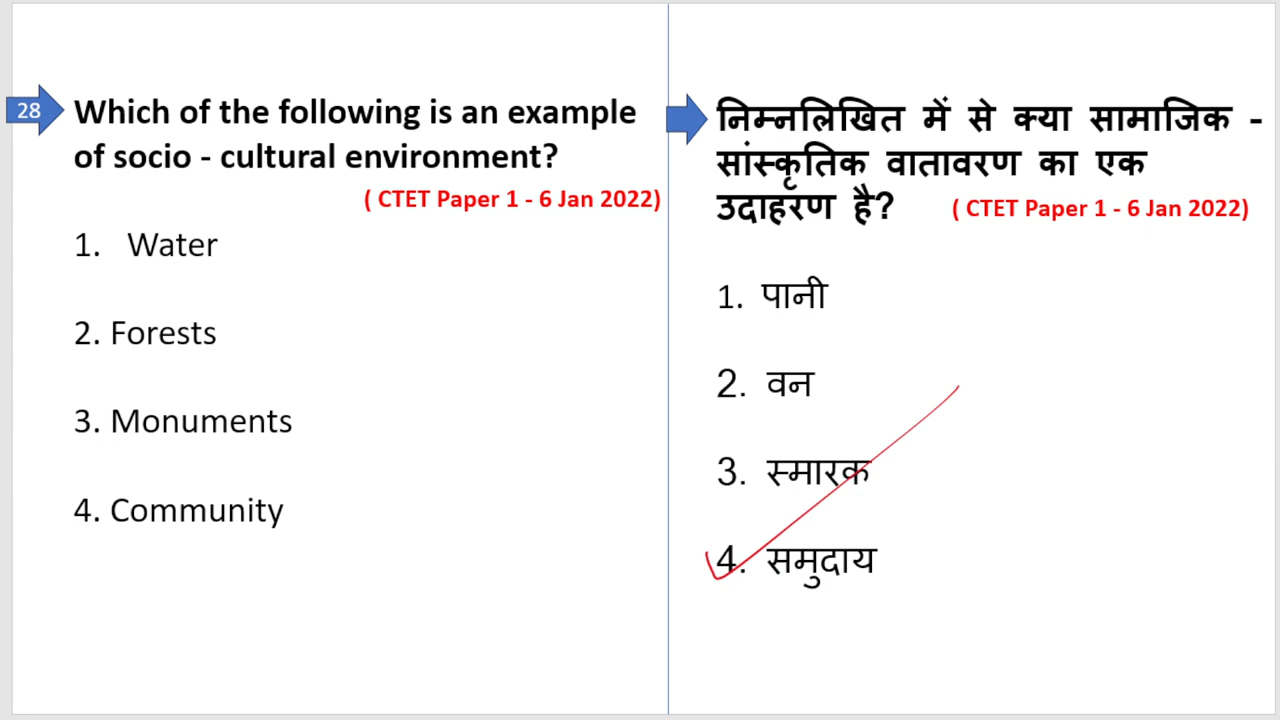 28
Which of the following is an example
of socio - cultural environment?
( CTET Paper 1 - 6 Jan 2022)
1. Water
2. Forests
3. Monuments
4. Community
निम्नलिखित में से क्या सामाजिक -
सांस्कृतिक वातावरण का एक
उदाहरण है? ( CTET Paper 1 - 6 Jan 2022)
1. पानी
2. वन
3. स्मारक
4. समुदाय